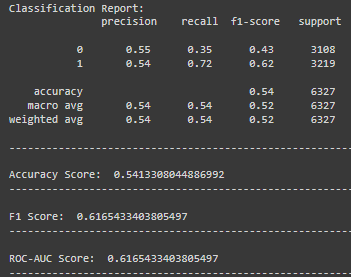 Classification Report:
precision recall f1-score support
0 0.55 0.35 0.43 3108
1 0.54 0.72 0.62 3219
accuracy 0.54 6327
macro avg 0.54 0.54 0.52 6327
weighted avg 0.54 0.54 0.52 6327
------------------------------------------------------------
Accuracy Score: 0.5413308044886992
------------------------------------------------------------
F1 Score: 0.6165433403805497
------------------------------------------------------------
ROC-AUC Score: 0.6165433403805497
------------------------------------------------------------